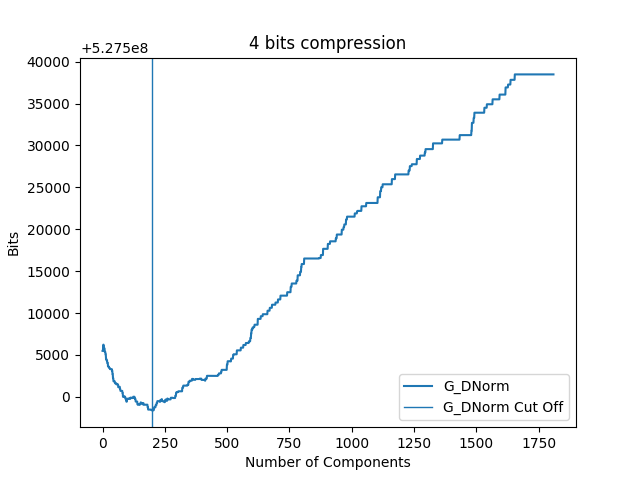 4 bits compression
+5.275e8
40000
35000
30000
25000
20000
15000
10000
5000
0
Bits
0 250 500 750 1000 1250 1500 1750
Number of Components
G_DNorm
G_DNorm Cut Off